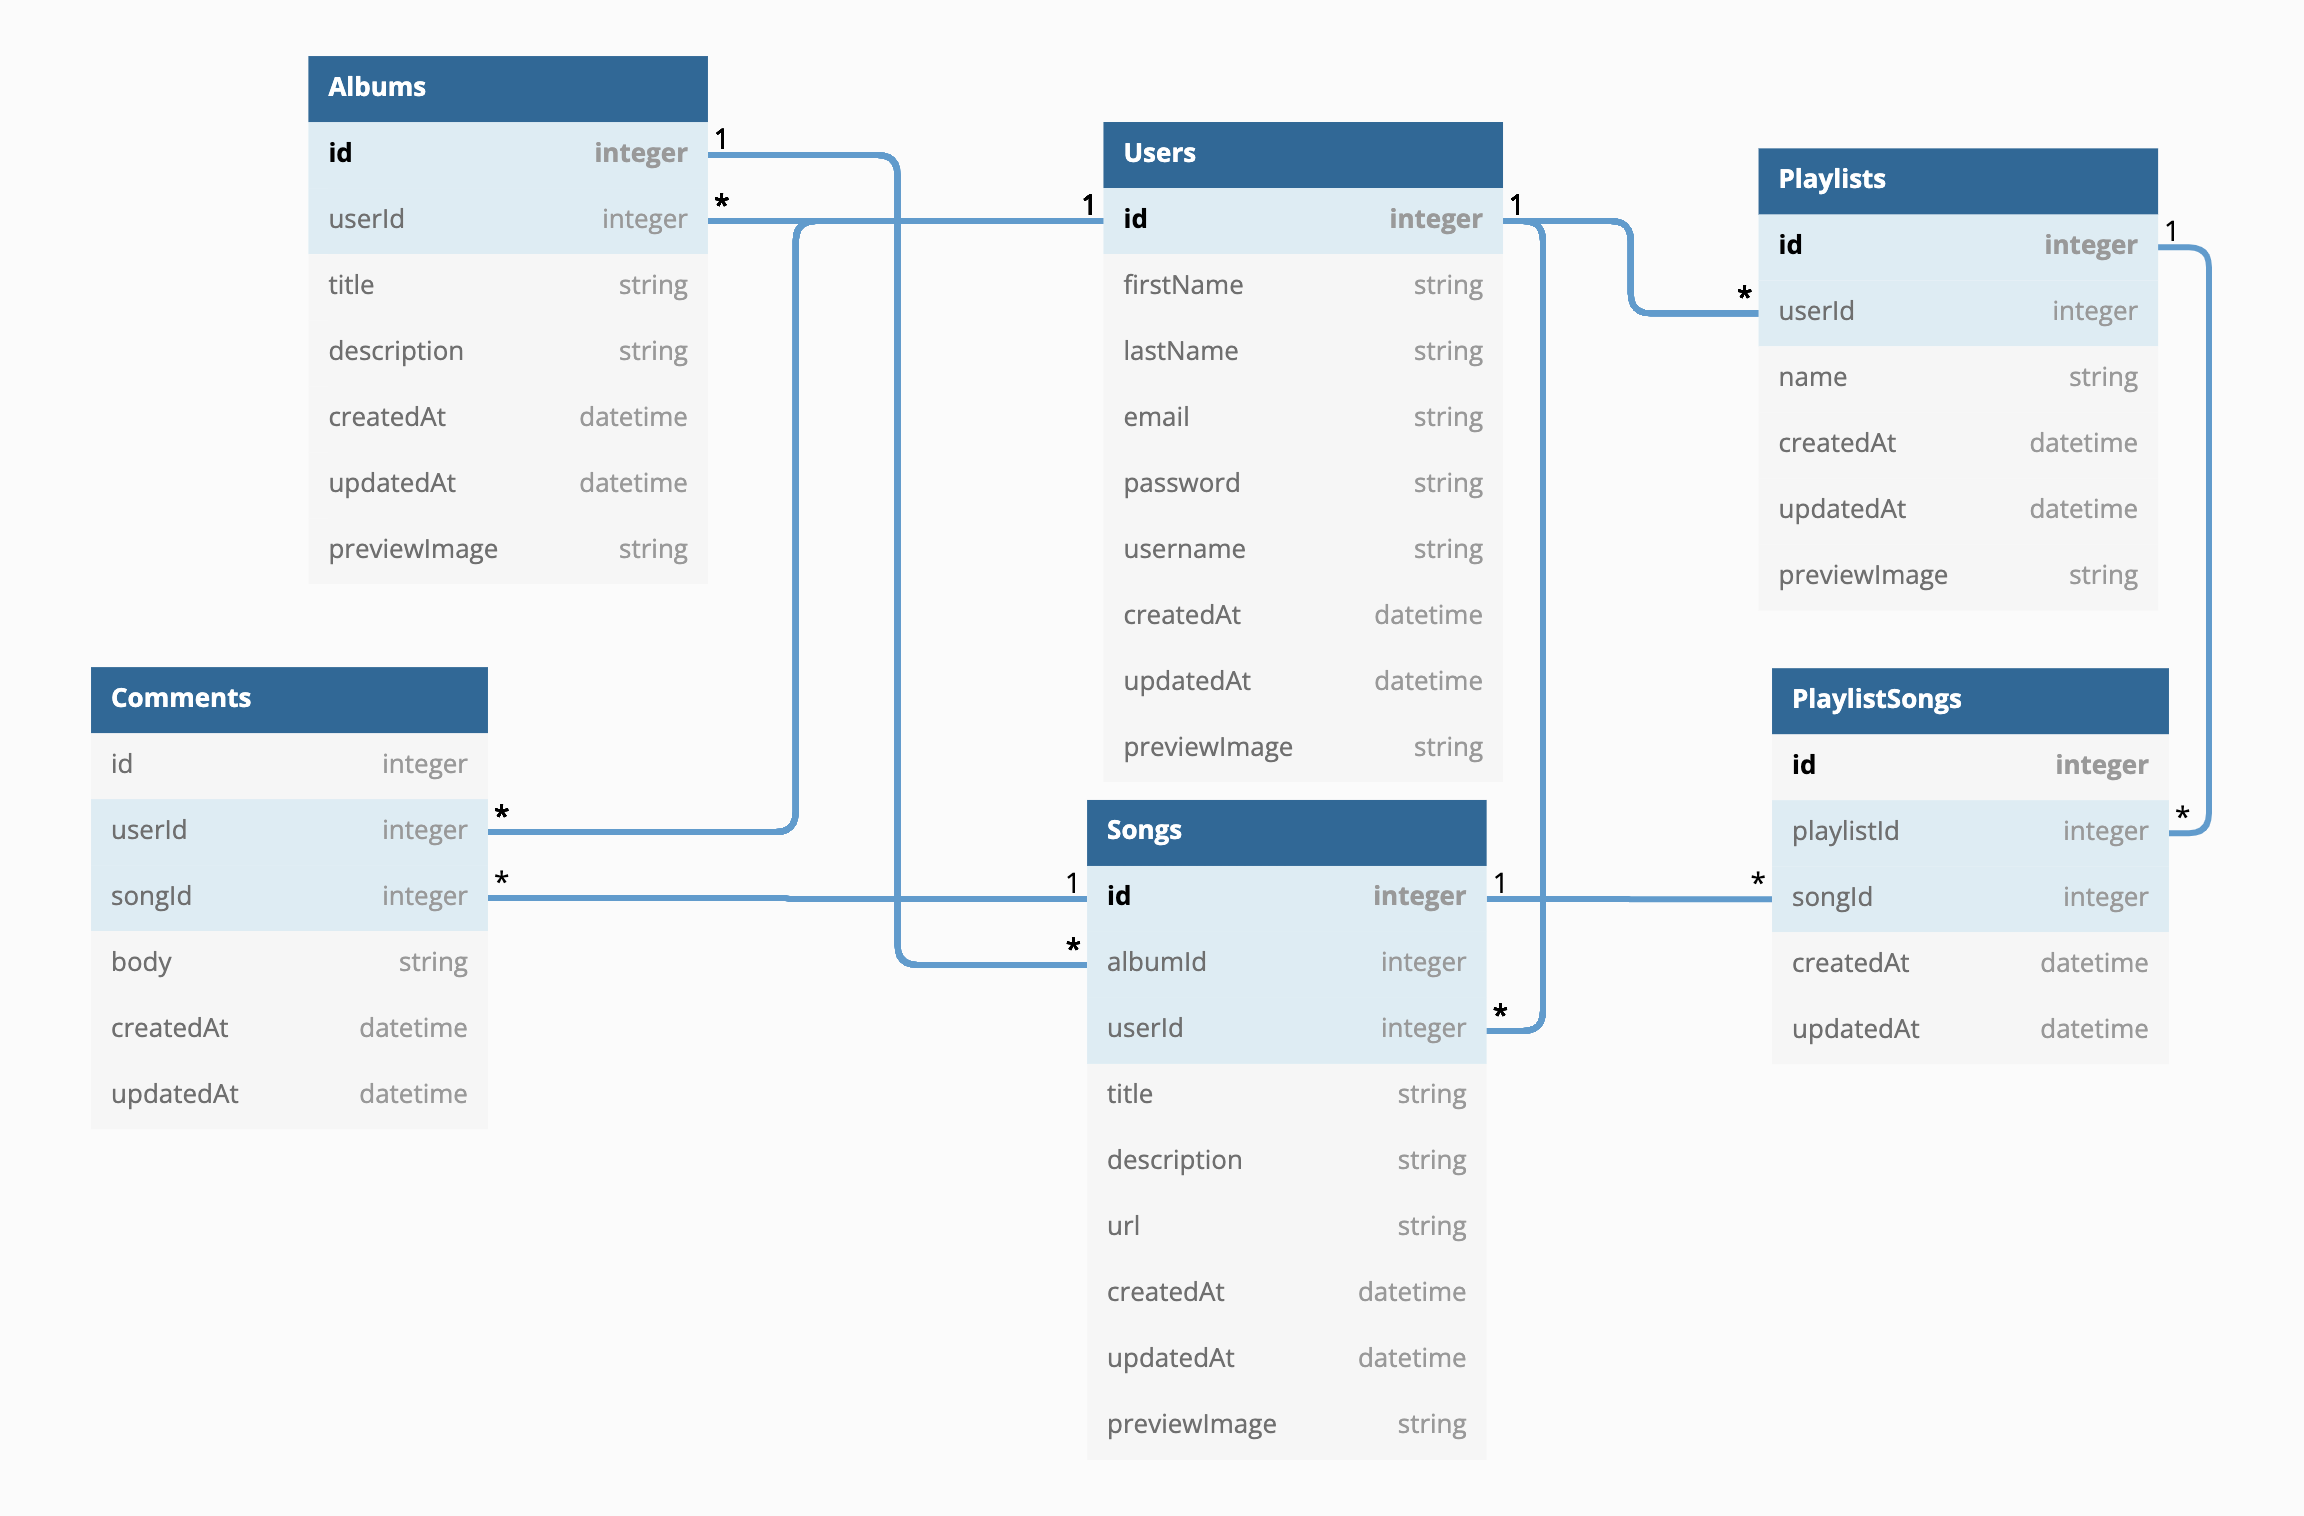 Albums
1
id integer
*
userId integer
title string
description string
createdAt datetime
updatedAt datetime
previewImage string
Users
1
1
id integer
firstName string
lastName string
email string
password string
username string
createdAt datetime
updatedAt datetime
previewImage string
Playlists
1
id integer
*
userId integer
name string
createdAt datetime
updatedAt datetime
previewImage string
Comments
id integer
*
userId integer
*
songId integer
body string
createdAt datetime
updatedAt datetime
Songs
1
1
id integer
*
albumId integer
*
userId integer
title string
description string
url string
createdAt datetime
updatedAt datetime
previewImage string
PlaylistSongs
id integer
*
playlistId integer
*
songId integer
createdAt datetime
updatedAt datetime